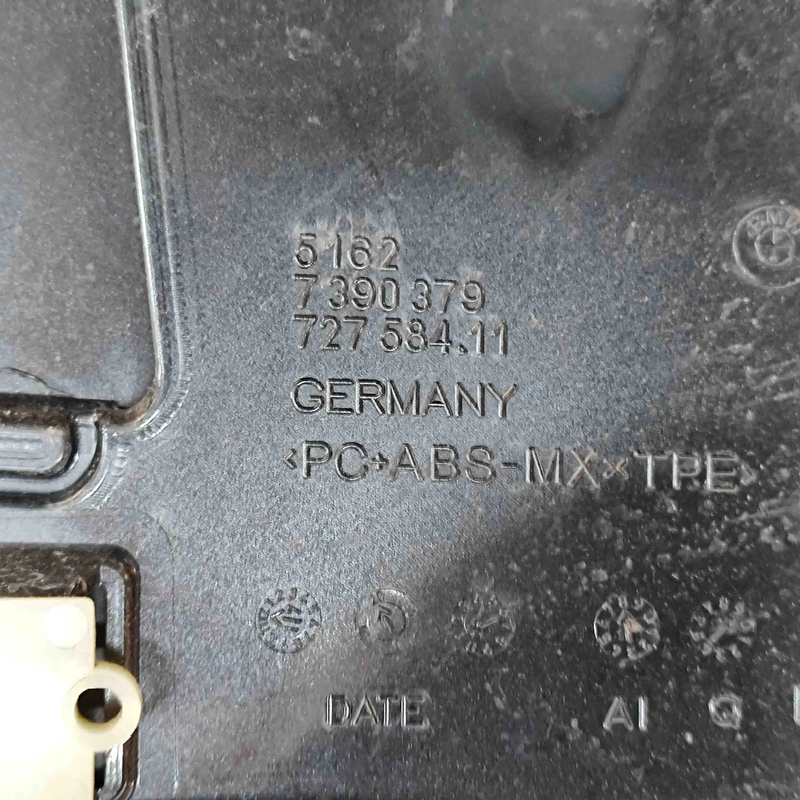 5162
7 390 379
727 584.11
GERMANY
<PC+ABS-MX××TPE>
DATE AI Q